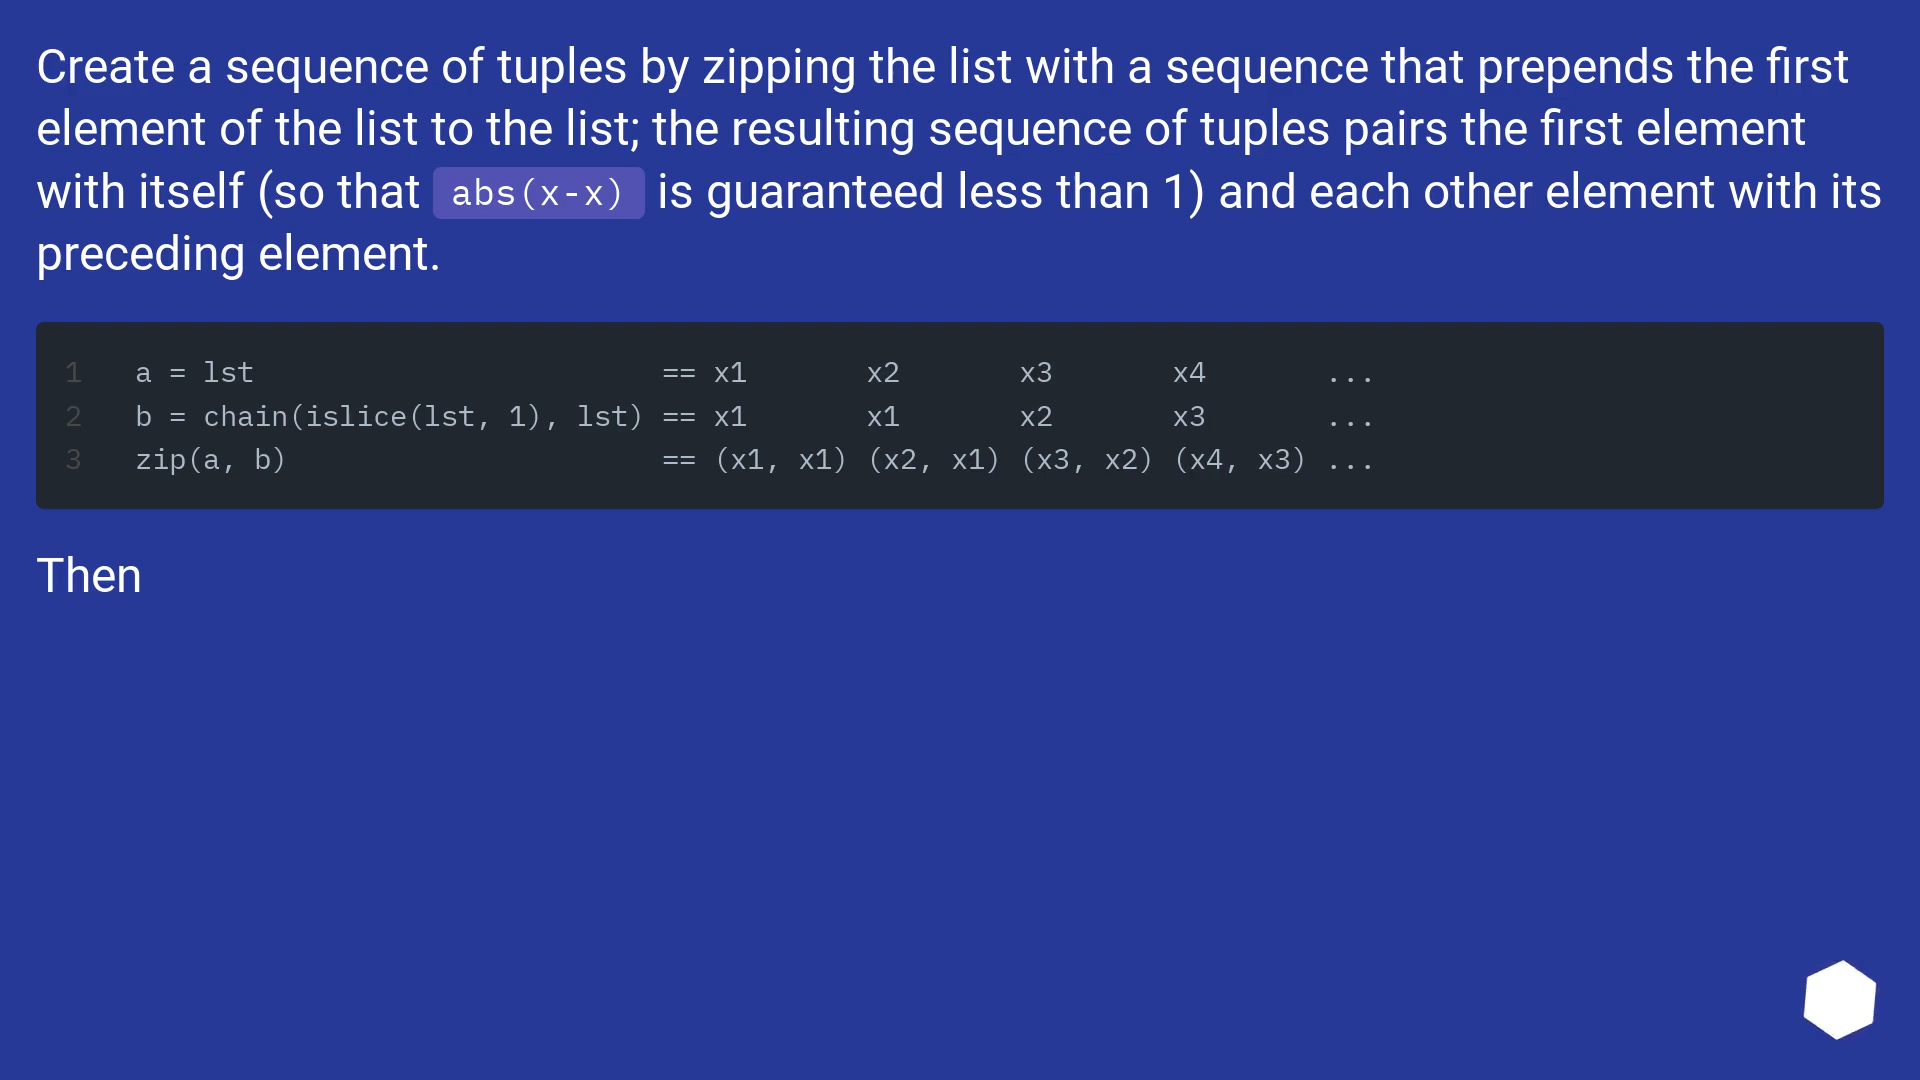 Create a sequence of tuples by zipping the list with a sequence that prepends the first
element of the list to the list; the resulting sequence of tuples pairs the first element
with itself (so that abs(x-x) is guaranteed less than 1) and each other element with its
preceding element.
1 a = lst == x1 x2 x3 x4 ...
2 b = chain(islice(lst, 1), lst) == x1 x1 x2 x3 ...
3 zip(a, b) == (x1, x1) (x2, x1) (x3, x2) (x4, x3) ...
Then